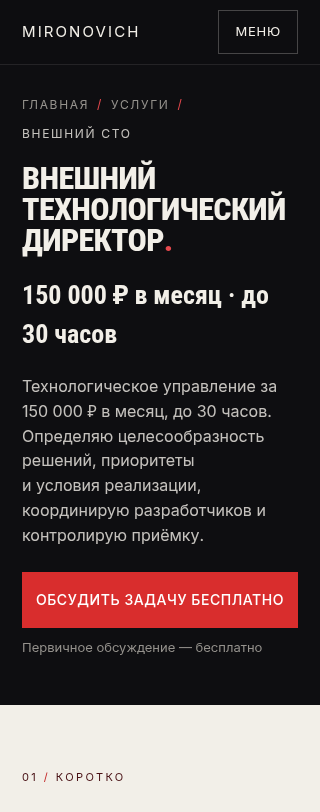 MIRONOVICH
МЕНЮ
ГЛАВНАЯ / УСЛУГИ /
ВНЕШНИЙ СТО
ВНЕШНИЙ
ТЕХНОЛОГИЧЕСКИЙ
ДИРЕКТОР.
150 000 ₽ в месяц · до
30 часов
Технологическое управление за
150 000 ₽ в месяц, до 30 часов.
Определяю целесообразность
решений, приоритеты
и условия реализации,
координирую разработчиков и
контролирую приёмку.
ОБСУДИТЬ ЗАДАЧУ БЕСПЛАТНО
Первичное обсуждение — бесплатно
01 / КОРОТКО